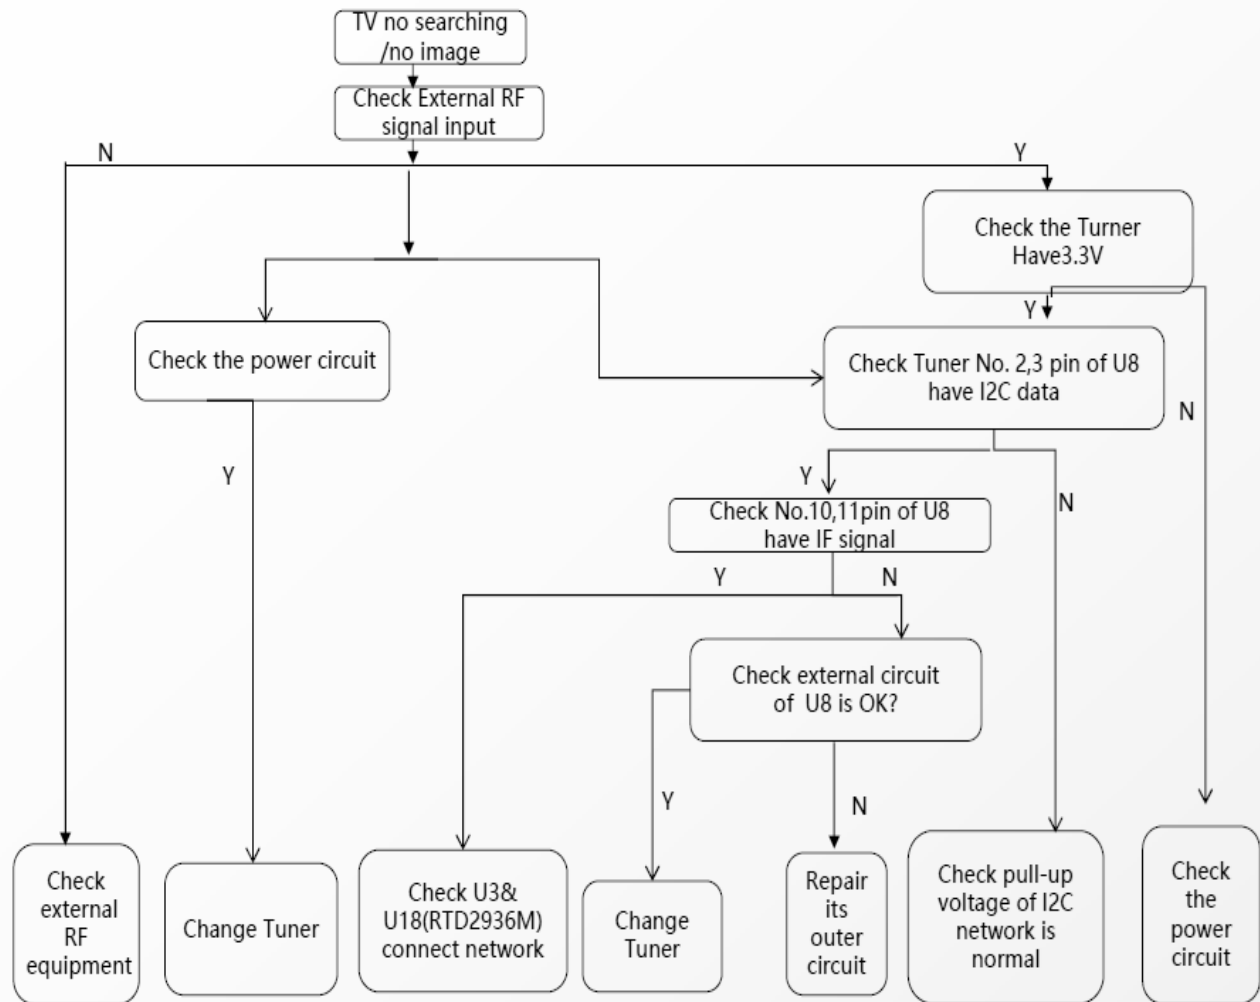 TV no searching
/no image
Check External RF
signal input
N
Y
Check the Turner
Have3.3V
Y
Check the power circuit
Check Tuner No. 2,3 pin of U8
have I2C data
N
Y
Y
N
Check No.10,11pin of U8
have IF signal
Y
N
Check external circuit
of U8 is OK?
Y
N
Check
external
RF
equipment
Change Tuner
Check U3&
U18(RTD2936M)
connect network
Change
Tuner
Repair
its
outer
circuit
Check pull-up
voltage of I2C
network is
normal
Check
the
power
circuit